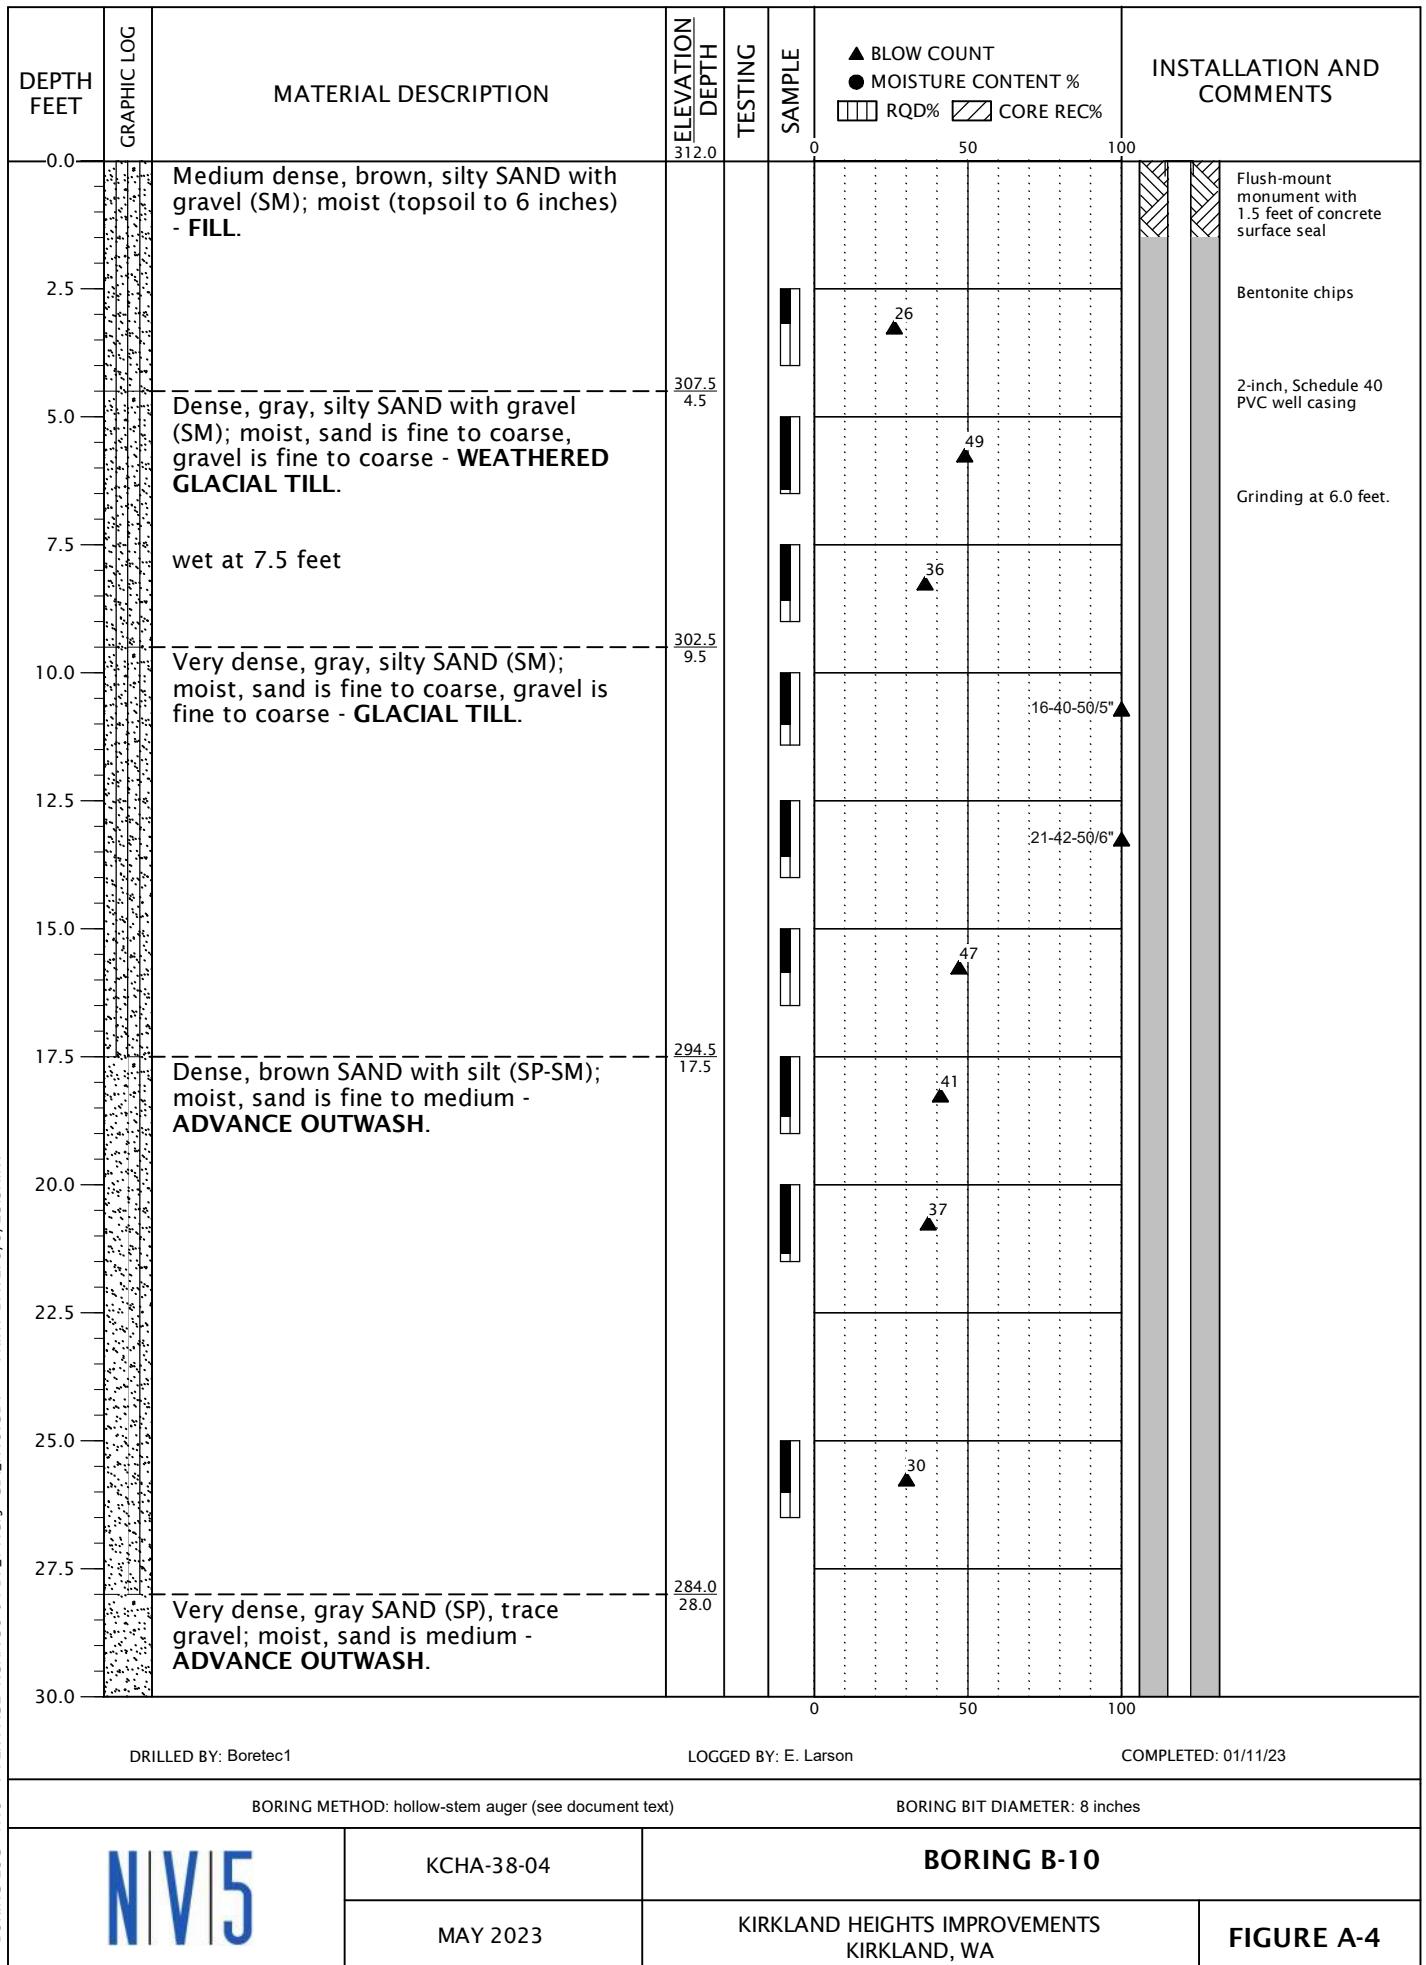 DEPTH
FEET
GRAPHIC LOG
MATERIAL DESCRIPTION
ELEVATION
DEPTH
TESTING
SAMPLE
▲ BLOW COUNT
● MOISTURE CONTENT %
RQD% CORE REC%
INSTALLATION AND
COMMENTS
312.0
0 50 100
0.0
Medium dense, brown, silty SAND with
gravel (SM); moist (topsoil to 6 inches)
- FILL.
Flush-mount
monument with
1.5 feet of concrete
surface seal
2.5
Bentonite chips
26
307.5
4.5
2-inch, Schedule 40
PVC well casing
5.0
Dense, gray, silty SAND with gravel
(SM); moist, sand is fine to coarse,
gravel is fine to coarse - WEATHERED
GLACIAL TILL.
49
Grinding at 6.0 feet.
7.5
wet at 7.5 feet
36
302.5
9.5
10.0
Very dense, gray, silty SAND (SM);
moist, sand is fine to coarse, gravel is
fine to coarse - GLACIAL TILL.
16-40-50/5"
12.5
21-42-50/6"
15.0
47
17.5
294.5
17.5
Dense, brown SAND with silt (SP-SM);
moist, sand is fine to medium -
ADVANCE OUTWASH.
41
20.0
37
22.5
25.0
30
27.5
284.0
28.0
Very dense, gray SAND (SP), trace
gravel; moist, sand is medium -
ADVANCE OUTWASH.
30.0
0 50 100
DRILLED BY: Boretec1
LOGGED BY: E. Larson
COMPLETED: 01/11/23
BORING METHOD: hollow-stem auger (see document text)
BORING BIT DIAMETER: 8 inches
N|V|5
KCHA-38-04
BORING B-10
MAY 2023
KIRKLAND HEIGHTS IMPROVEMENTS
KIRKLAND, WA
FIGURE A-4